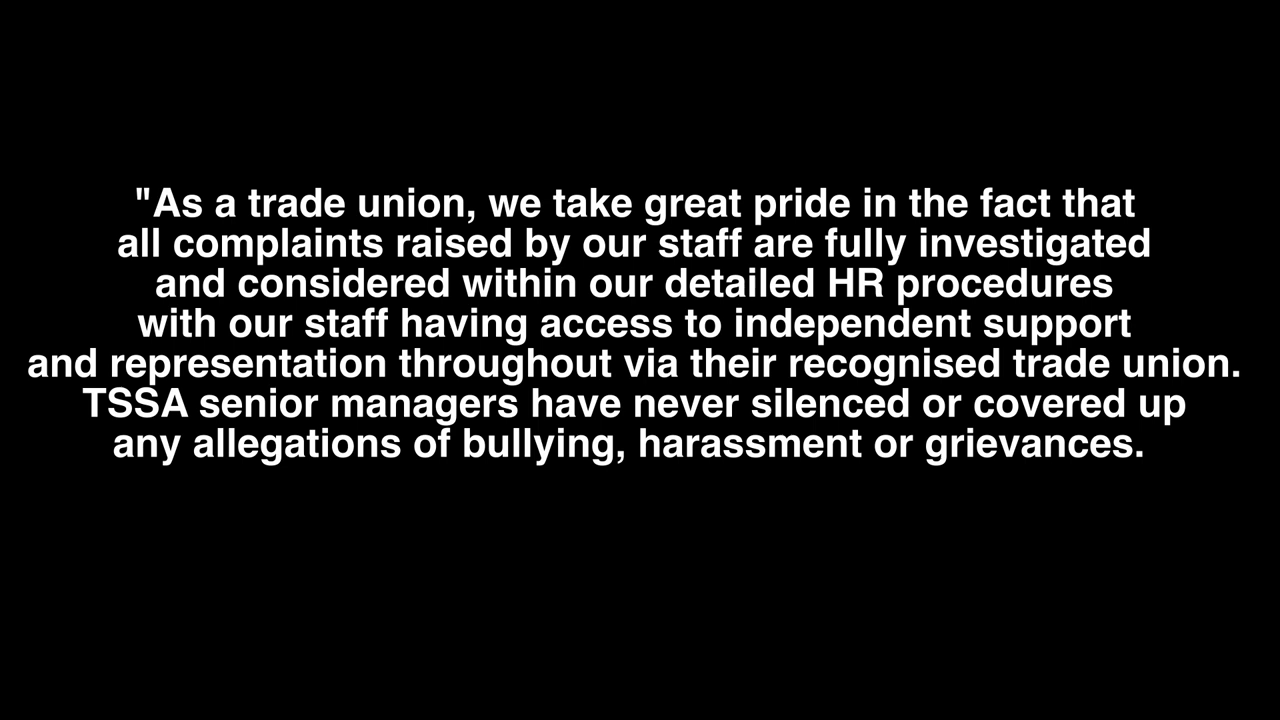 "As a trade union, we take great pride in the fact that
all complaints raised by our staff are fully investigated
and considered within our detailed HR procedures
with our staff having access to independent support
and representation throughout via their recognised trade union.
TSSA senior managers have never silenced or covered up
any allegations of bullying, harassment or grievances.